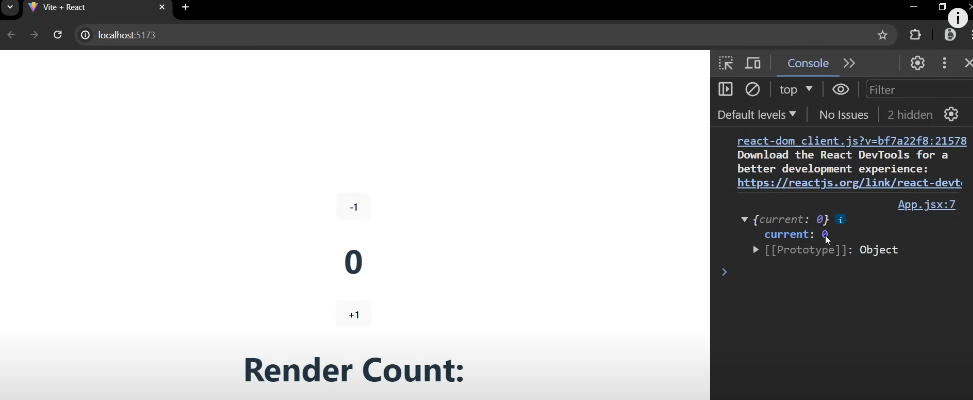 Vite + React
localhost:5173
Console
top
Filter
Default levels
No Issues
2 hidden
react-dom_client.js?v=bf7a22f8:21578
Download the React DevTools for a
better development experience:
https://reactjs.org/link/react-devt
App.jsx:7
{current: 0}
current: 0
[[Prototype]]: Object
-1
0
+1
Render Count: